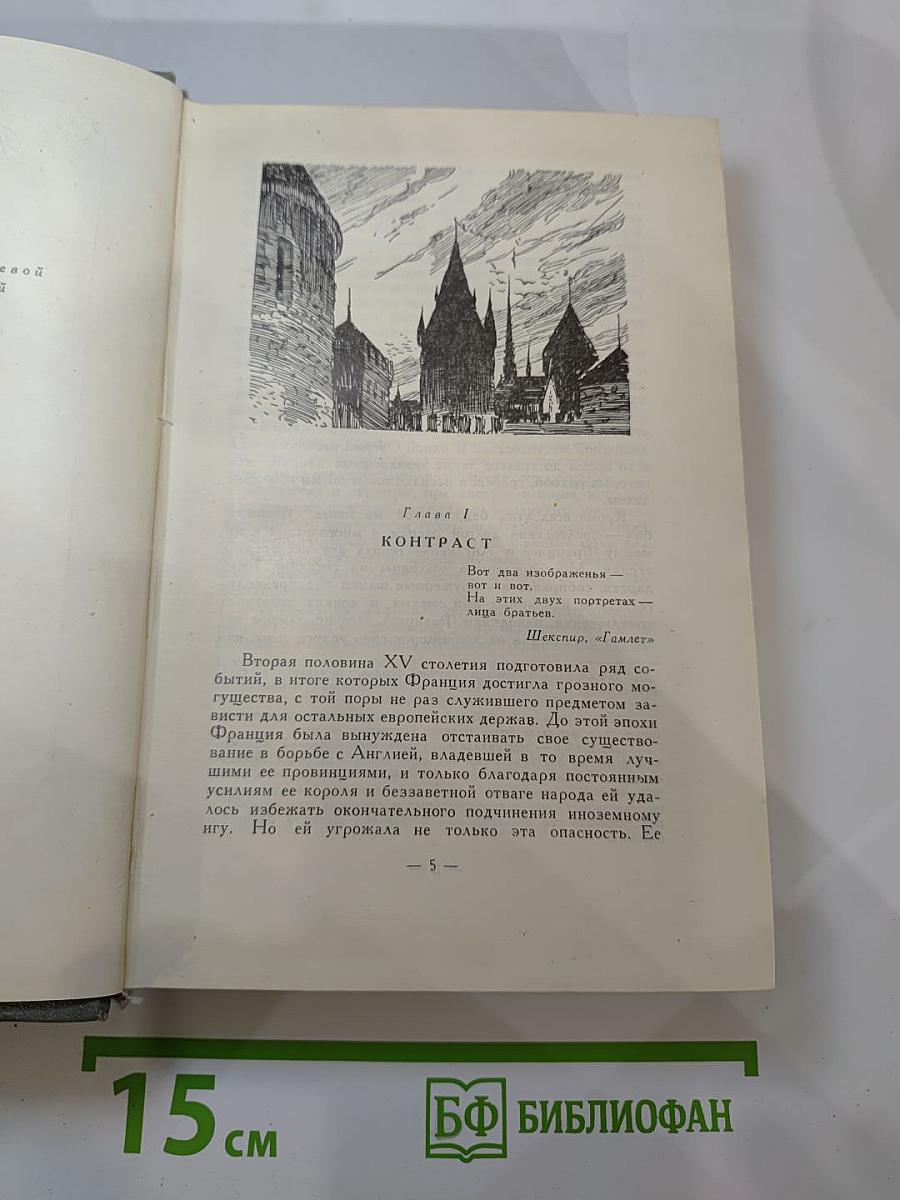 евой
й
Глава I
КОНТРАСТ
Вот два изображенья —
вот и вот.
На этих двух портретах —
лица братьев.
Шекспир, «Гамлет»
Вторая половина XV столетия подготовила ряд со-
бытий, в итоге которых Франция достигла грозного мо-
гущества, с той поры не раз служившего предметом за-
висти для остальных европейских держав. До этой эпохи
Франция была вынуждена отстаивать свое существо-
вание в борьбе с Англией, владевшей в то время луч-
шими ее провинциями, и только благодаря постоянным
усилиям ее короля и беззаветной отваге народа ей уда-
лось избежать окончательного подчинения иноземному
игу. Но ей угрожала не только эта опасность. Ее
— 5 —
15 см
БФ БИБЛИОФАН